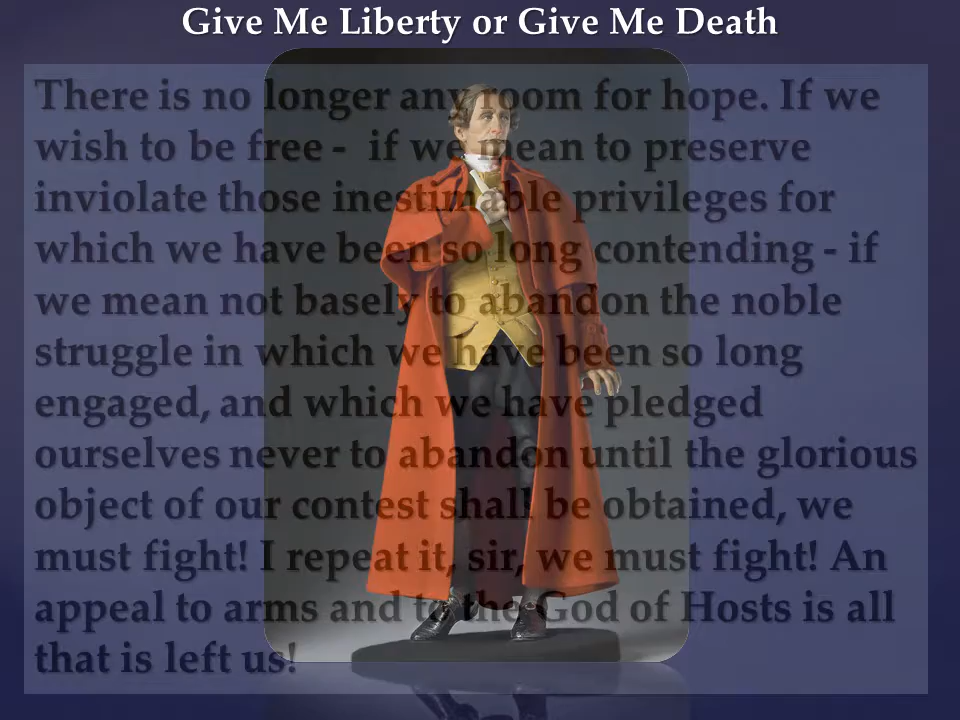 Give Me Liberty or Give Me Death
There is no longer any room for hope. If we
wish to be free -  if we mean to preserve
inviolate those inestimable privileges for
which we have been so long contending - if
we mean not basely to abandon the noble
struggle in which we have been so long
engaged, and which we have pledged
ourselves never to abandon until the glorious
object of our contest shall be obtained, we
must fight! I repeat it, sir, we must fight! An
appeal to arms and to the God of Hosts is all
that is left us!